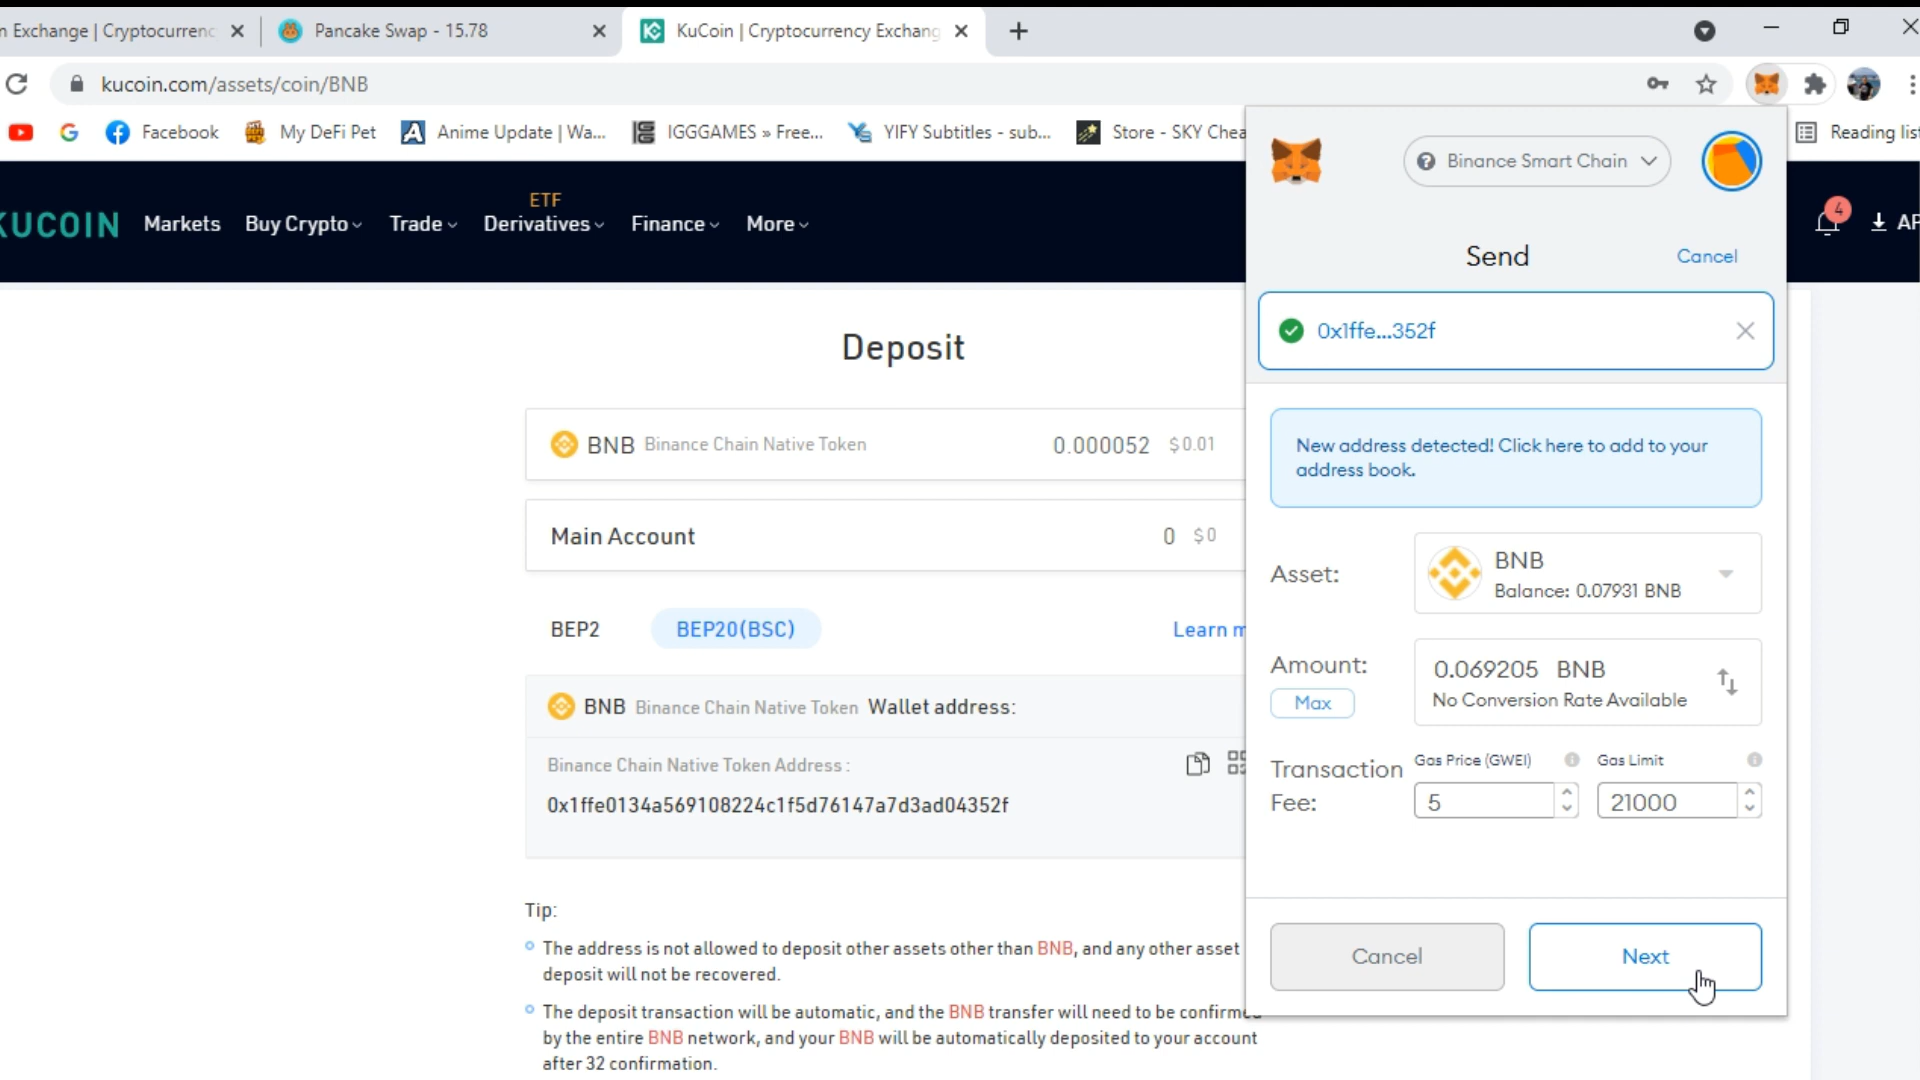 n Exchange | Cryptocurrenc
Pancake Swap - 15.78
KuCoin | Cryptocurrency Exchang
kucoin.com/assets/coin/BNB
Facebook
My DeFi Pet
Anime Update | Wa...
IGGGAMES » Free...
YIFY Subtitles - sub...
Store - SKY Chea
Reading list
KUCOIN
Markets
Buy Crypto
Trade
ETF
Derivatives
Finance
More
4
AP
Deposit
BNB Binance Chain Native Token 0.000052 $0.01
Main Account 0 $0
BEP2 BEP20(BSC) Learn m
BNB Binance Chain Native Token Wallet address:
Binance Chain Native Token Address :
0x1ffe0134a569108224c1f5d76147a7d3ad04352f
Tip:
The address is not allowed to deposit other assets other than BNB, and any other asset
deposit will not be recovered.
The deposit transaction will be automatic, and the BNB transfer will need to be confirme
by the entire BNB network, and your BNB will be automatically deposited to your account
after 32 confirmation.
Binance Smart Chain
Send
Cancel
0x1ffe...352f
New address detected! Click here to add to your
address book.
Asset:
BNB
Balance: 0.07931 BNB
Amount:
Max
0.069205 BNB
No Conversion Rate Available
Transaction
Fee:
Gas Price (GWEI)
Gas Limit
5
21000
Cancel
Next